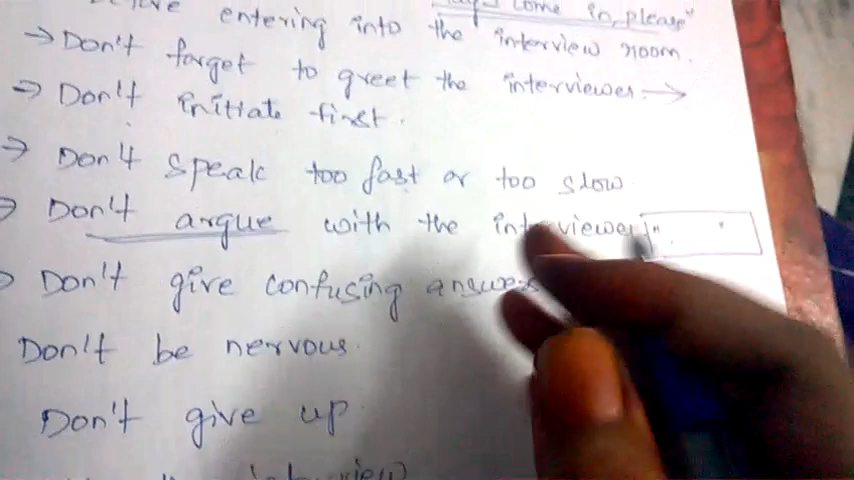 entering into the interview room. come in, please"
→ Don't forget to greet the interviewer. →
→ Don't initiate first.
→ Don't speak too fast or too slow.
→ Don't argue with the interviewer " "
→ Don't give confusing answers
Don't be nervous.
Don't give up.
interview